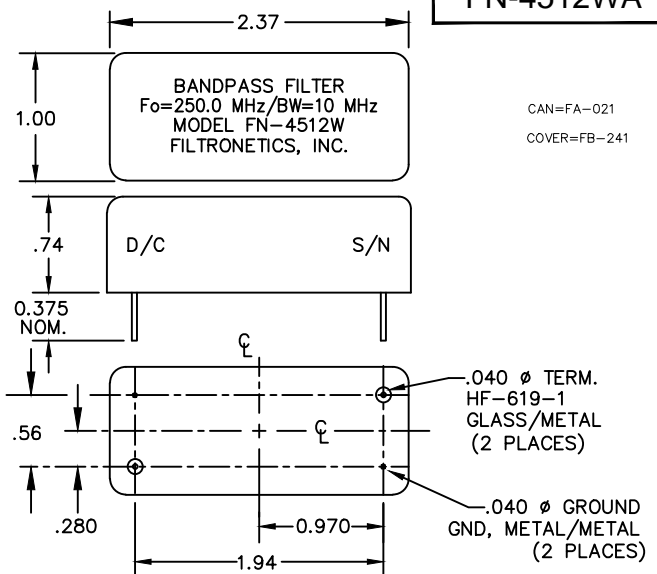 FN-4512WA
2.37
1.00
BANDPASS FILTER
Fo=250.0 MHz/BW=10 MHz
MODEL FN-4512W
FILTRONETICS, INC.
CAN=FA-021
COVER=FB-241
.74
D/C
S/N
0.375
NOM.
℄
.56
℄
.040 ø TERM.
HF-619-1
GLASS/METAL
(2 PLACES)
.280
0.970
1.94
.040 ø GROUND
GND, METAL/METAL
(2 PLACES)